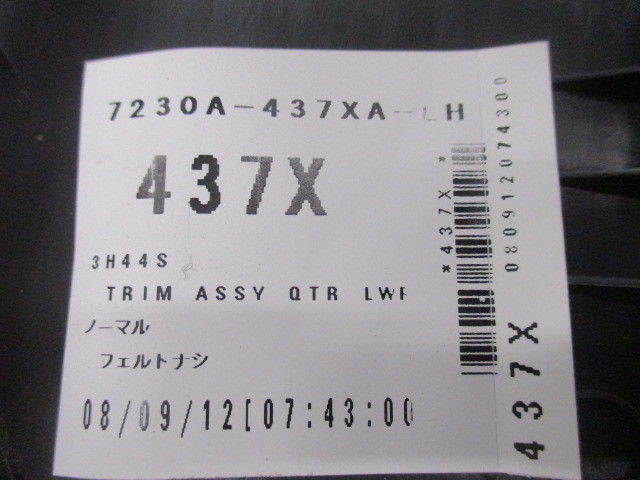 7230A-437XA-LH
437X
3H44S
TRIM ASSY QTR LWR
ノーマル
フェルトナシ
08/09/12[07:43:00
*437X*
080912074300
437X